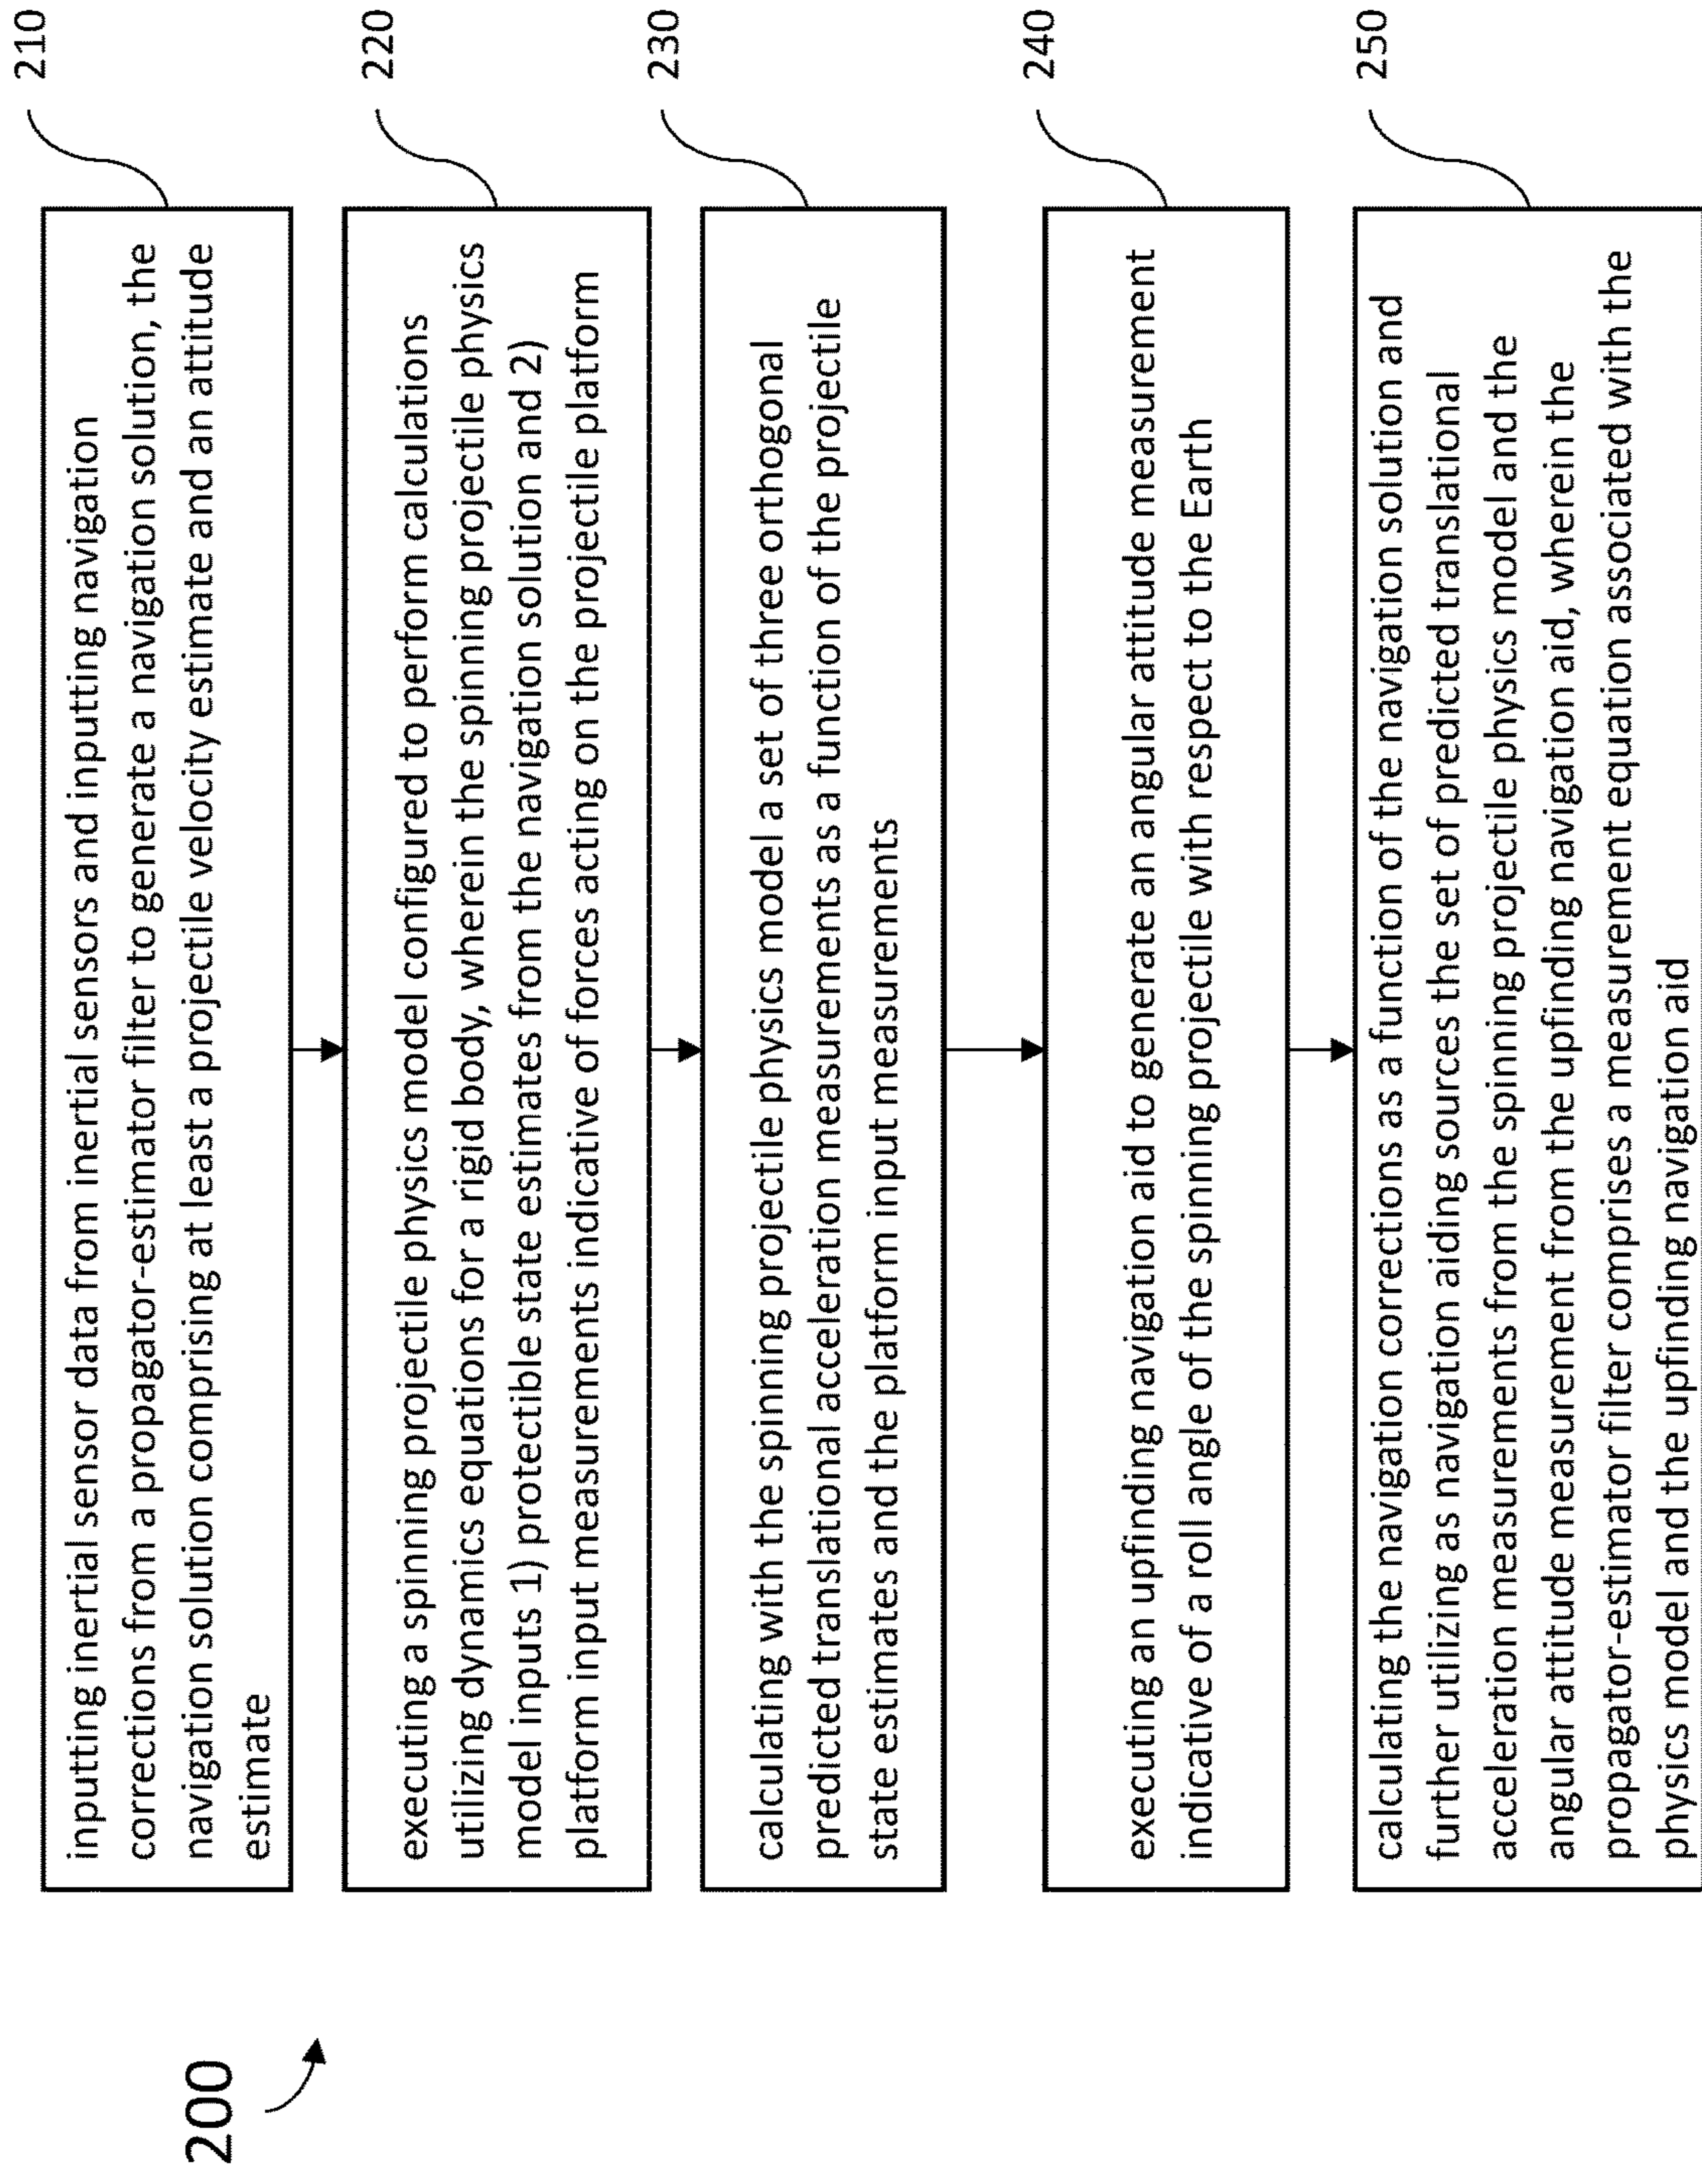 200
210
inputing inertial sensor data from inertial sensors and inputing navigation
corrections from a propagator-estimator filter to generate a navigation solution, the
navigation solution comprising at least a projectile velocity estimate and an attitude
estimate
220
executing a spinning projectile physics model configured to perform calculations
utilizing dynamics equations for a rigid body, wherein the spinning projectile physics
model inputs 1) protectible state estimates from the navigation solution and 2)
platform input measurements indicative of forces acting on the projectile platform
230
calculating with the spinning projectile physics model a set of three orthogonal
predicted translational acceleration measurements as a function of the projectile
state estimates and the platform input measurements
240
executing an upfinding navigation aid to generate an angular attitude measurement
indicative of a roll angle of the spinning projectile with respect to the Earth
250
calculating the navigation corrections as a function of the navigation solution and
further utilizing as navigation aiding sources the set of predicted translational
acceleration measurements from the spinning projectile physics model and the
angular attitude measurement from the upfinding navigation aid, wherein the
propagator-estimator filter comprises a measurement equation associated with the
physics model and the upfinding navigation aid